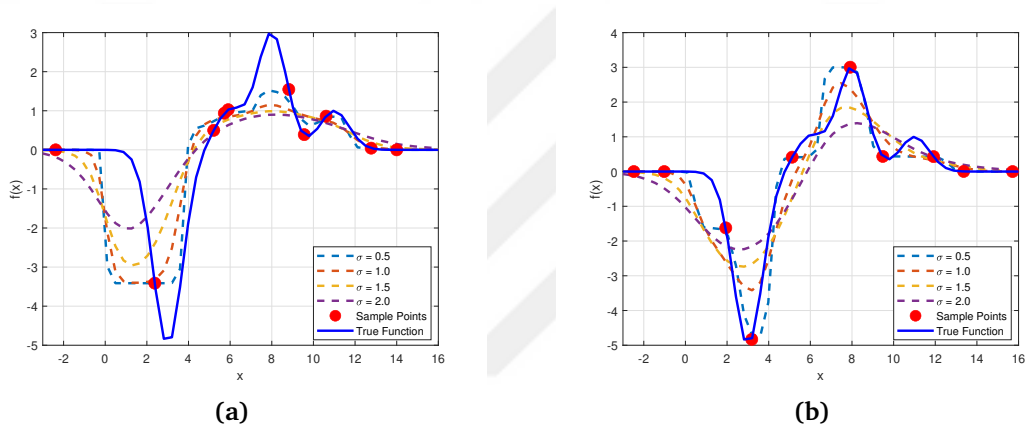 3
2
1
0
-1
-2
-3
-4
-5
f(x)
-2 0 2 4 6 8 10 12 14 16
x
σ = 0.5
σ = 1.0
σ = 1.5
σ = 2.0
Sample Points
True Function
(a)
4
3
2
1
0
-1
-2
-3
-4
-5
f(x)
-2 0 2 4 6 8 10 12 14 16
x
σ = 0.5
σ = 1.0
σ = 1.5
σ = 2.0
Sample Points
True Function
(b)